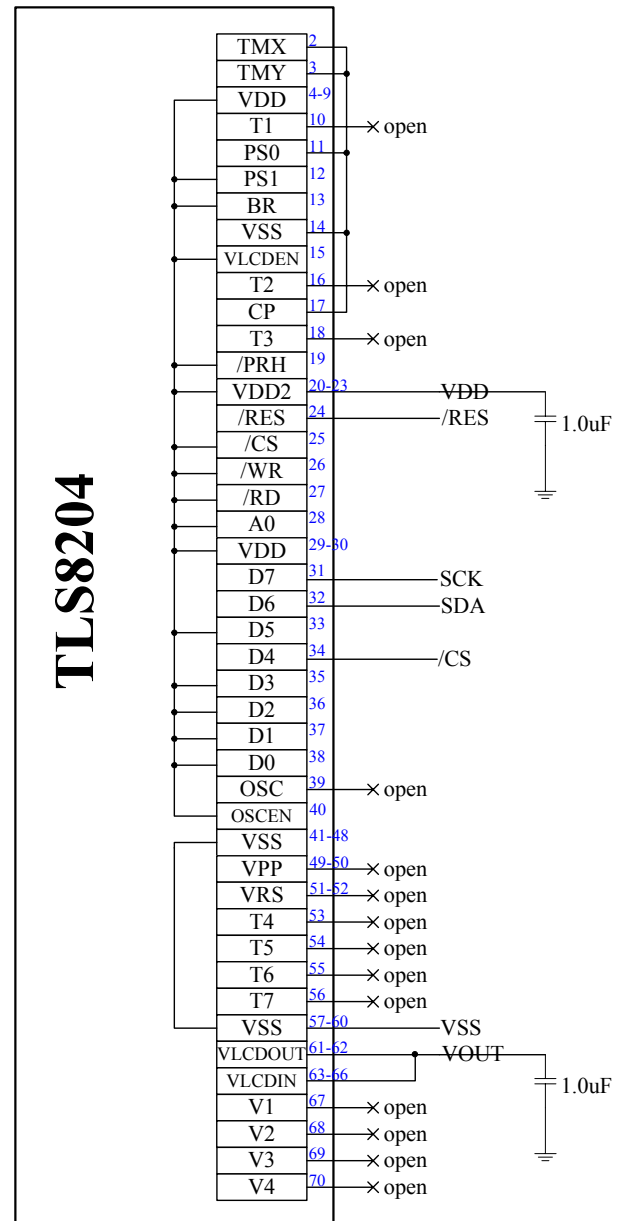 TLS8204
TMX 2
TMY 3
VDD 4-9
T1 10 open
PS0 11
PS1 12
BR 13
VSS 14
VLCDEN 15
T2 16 open
CP 17
T3 18 open
/PRH 19
VDD2 20-23 VDD
/RES 24 /RES
1.0uF
/CS 25
/WR 26
/RD 27
A0 28
VDD 29-30
D7 31 SCK
D6 32 SDA
D5 33
D4 34 /CS
D3 35
D2 36
D1 37
D0 38
OSC 39 open
OSCEN 40
VSS 41-48
VPP 49-50 open
VRS 51-52 open
T4 53 open
T5 54 open
T6 55 open
T7 56 open
VSS 57-60 VSS
VLCDOUT 61-62 VOUT
VLCDIN 63-66 1.0uF
V1 67 open
V2 68 open
V3 69 open
V4 70 open